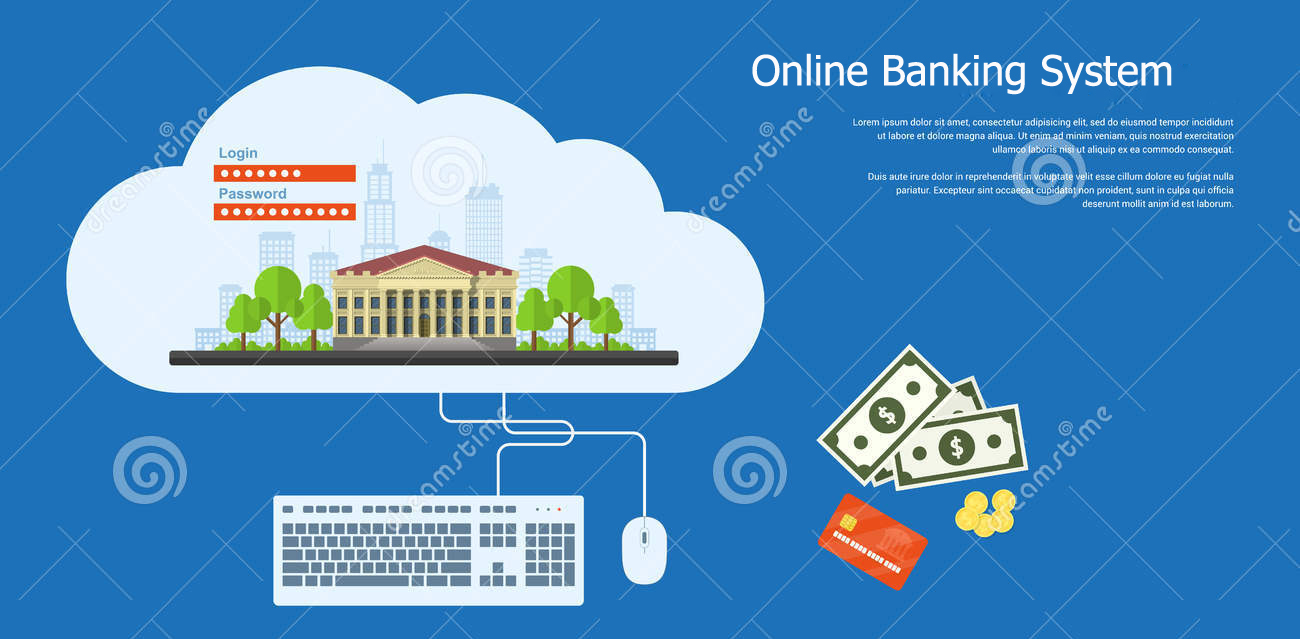 Online Banking System
Lorem ipsum dolor sit amet, consectetur adipisicing elit, sed do eiusmod tempor incididunt
ut labore et dolore magna aliqua. Ut enim ad minim veniam, quis nostrud exercitation
ullamco laboris nisi ut aliquip ex ea commodo consequat.
Duis aute irure dolor in reprehenderit in voluptate velit esse cillum dolore eu fugiat nulla
pariatur. Excepteur sint occaecat cupidatat non proident, sunt in culpa qui officia
deserunt mollit anim id est laborum.
Login
Password
$
$
dreamstime
dreamstime
dreamstime
dreamstime